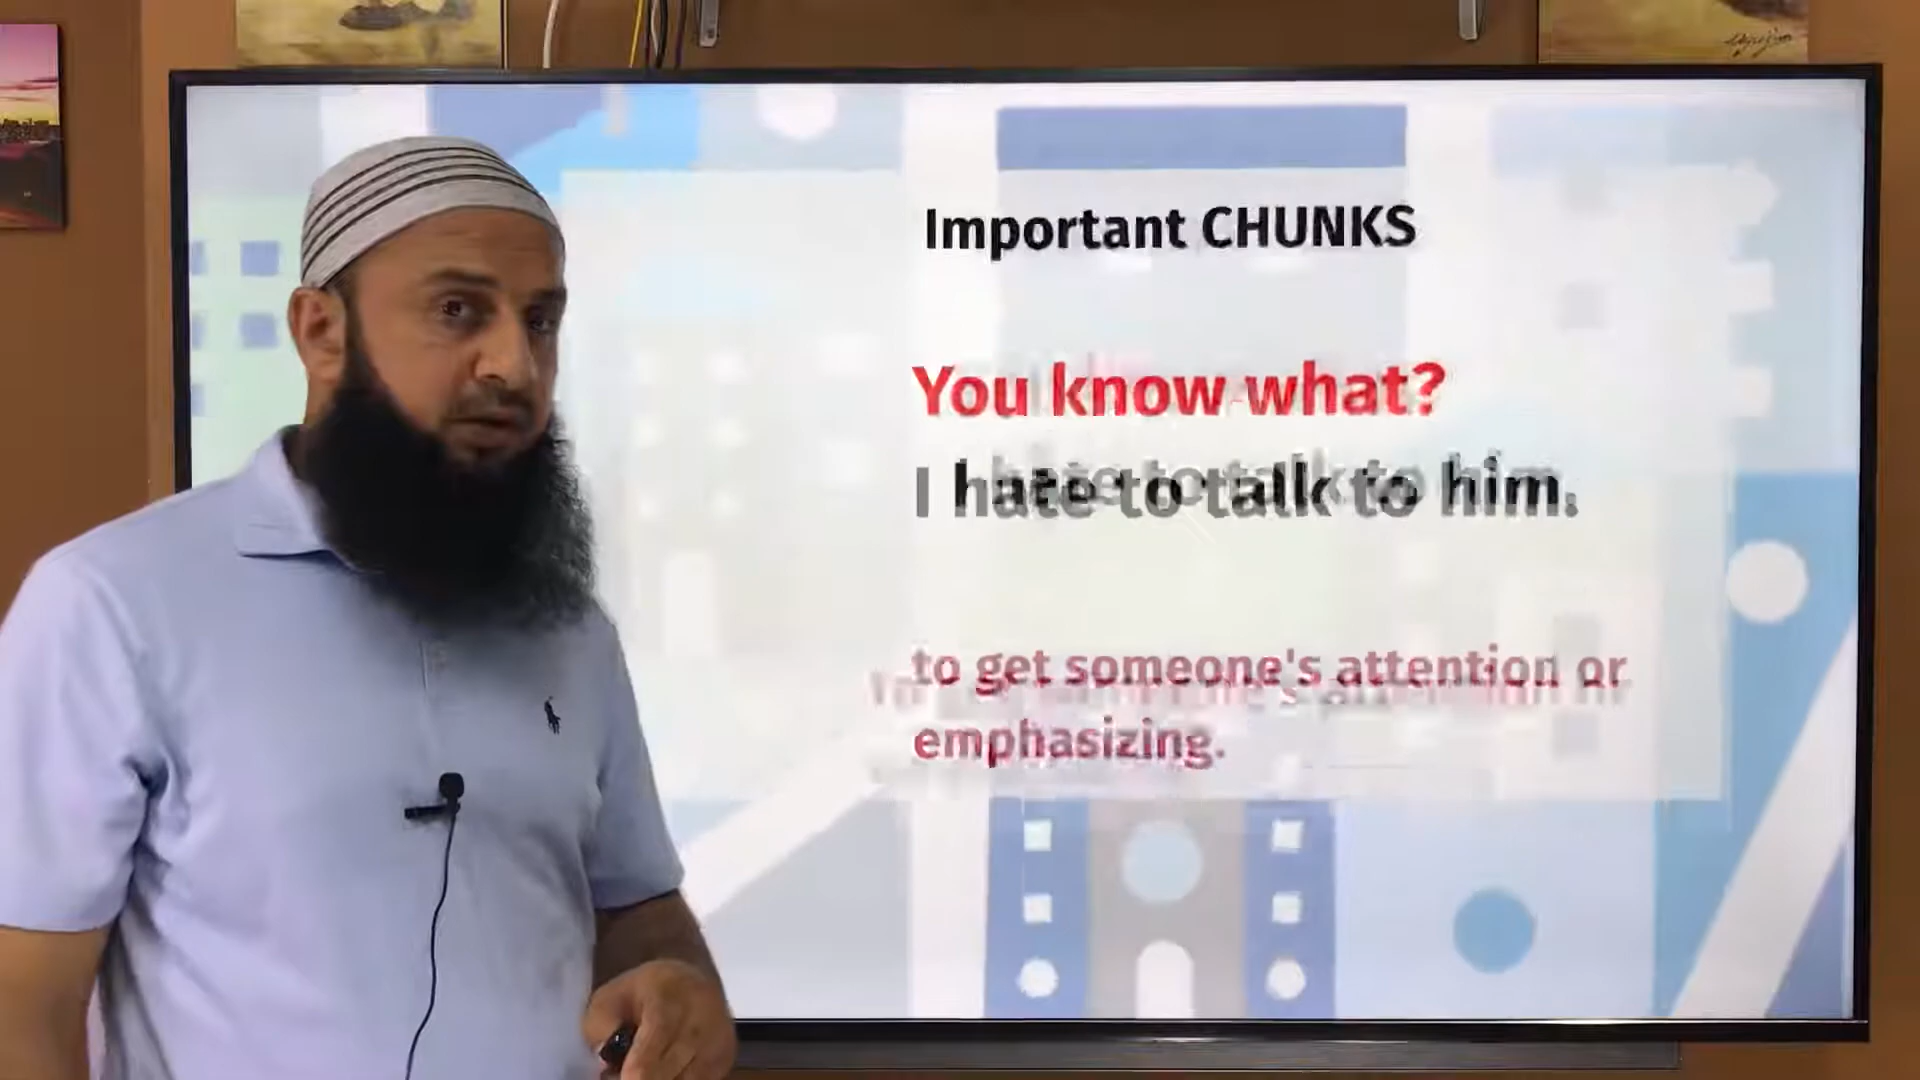 Important CHUNKS
You know what?
I hate to talk to him.
to get someone's attention or
emphasizing.